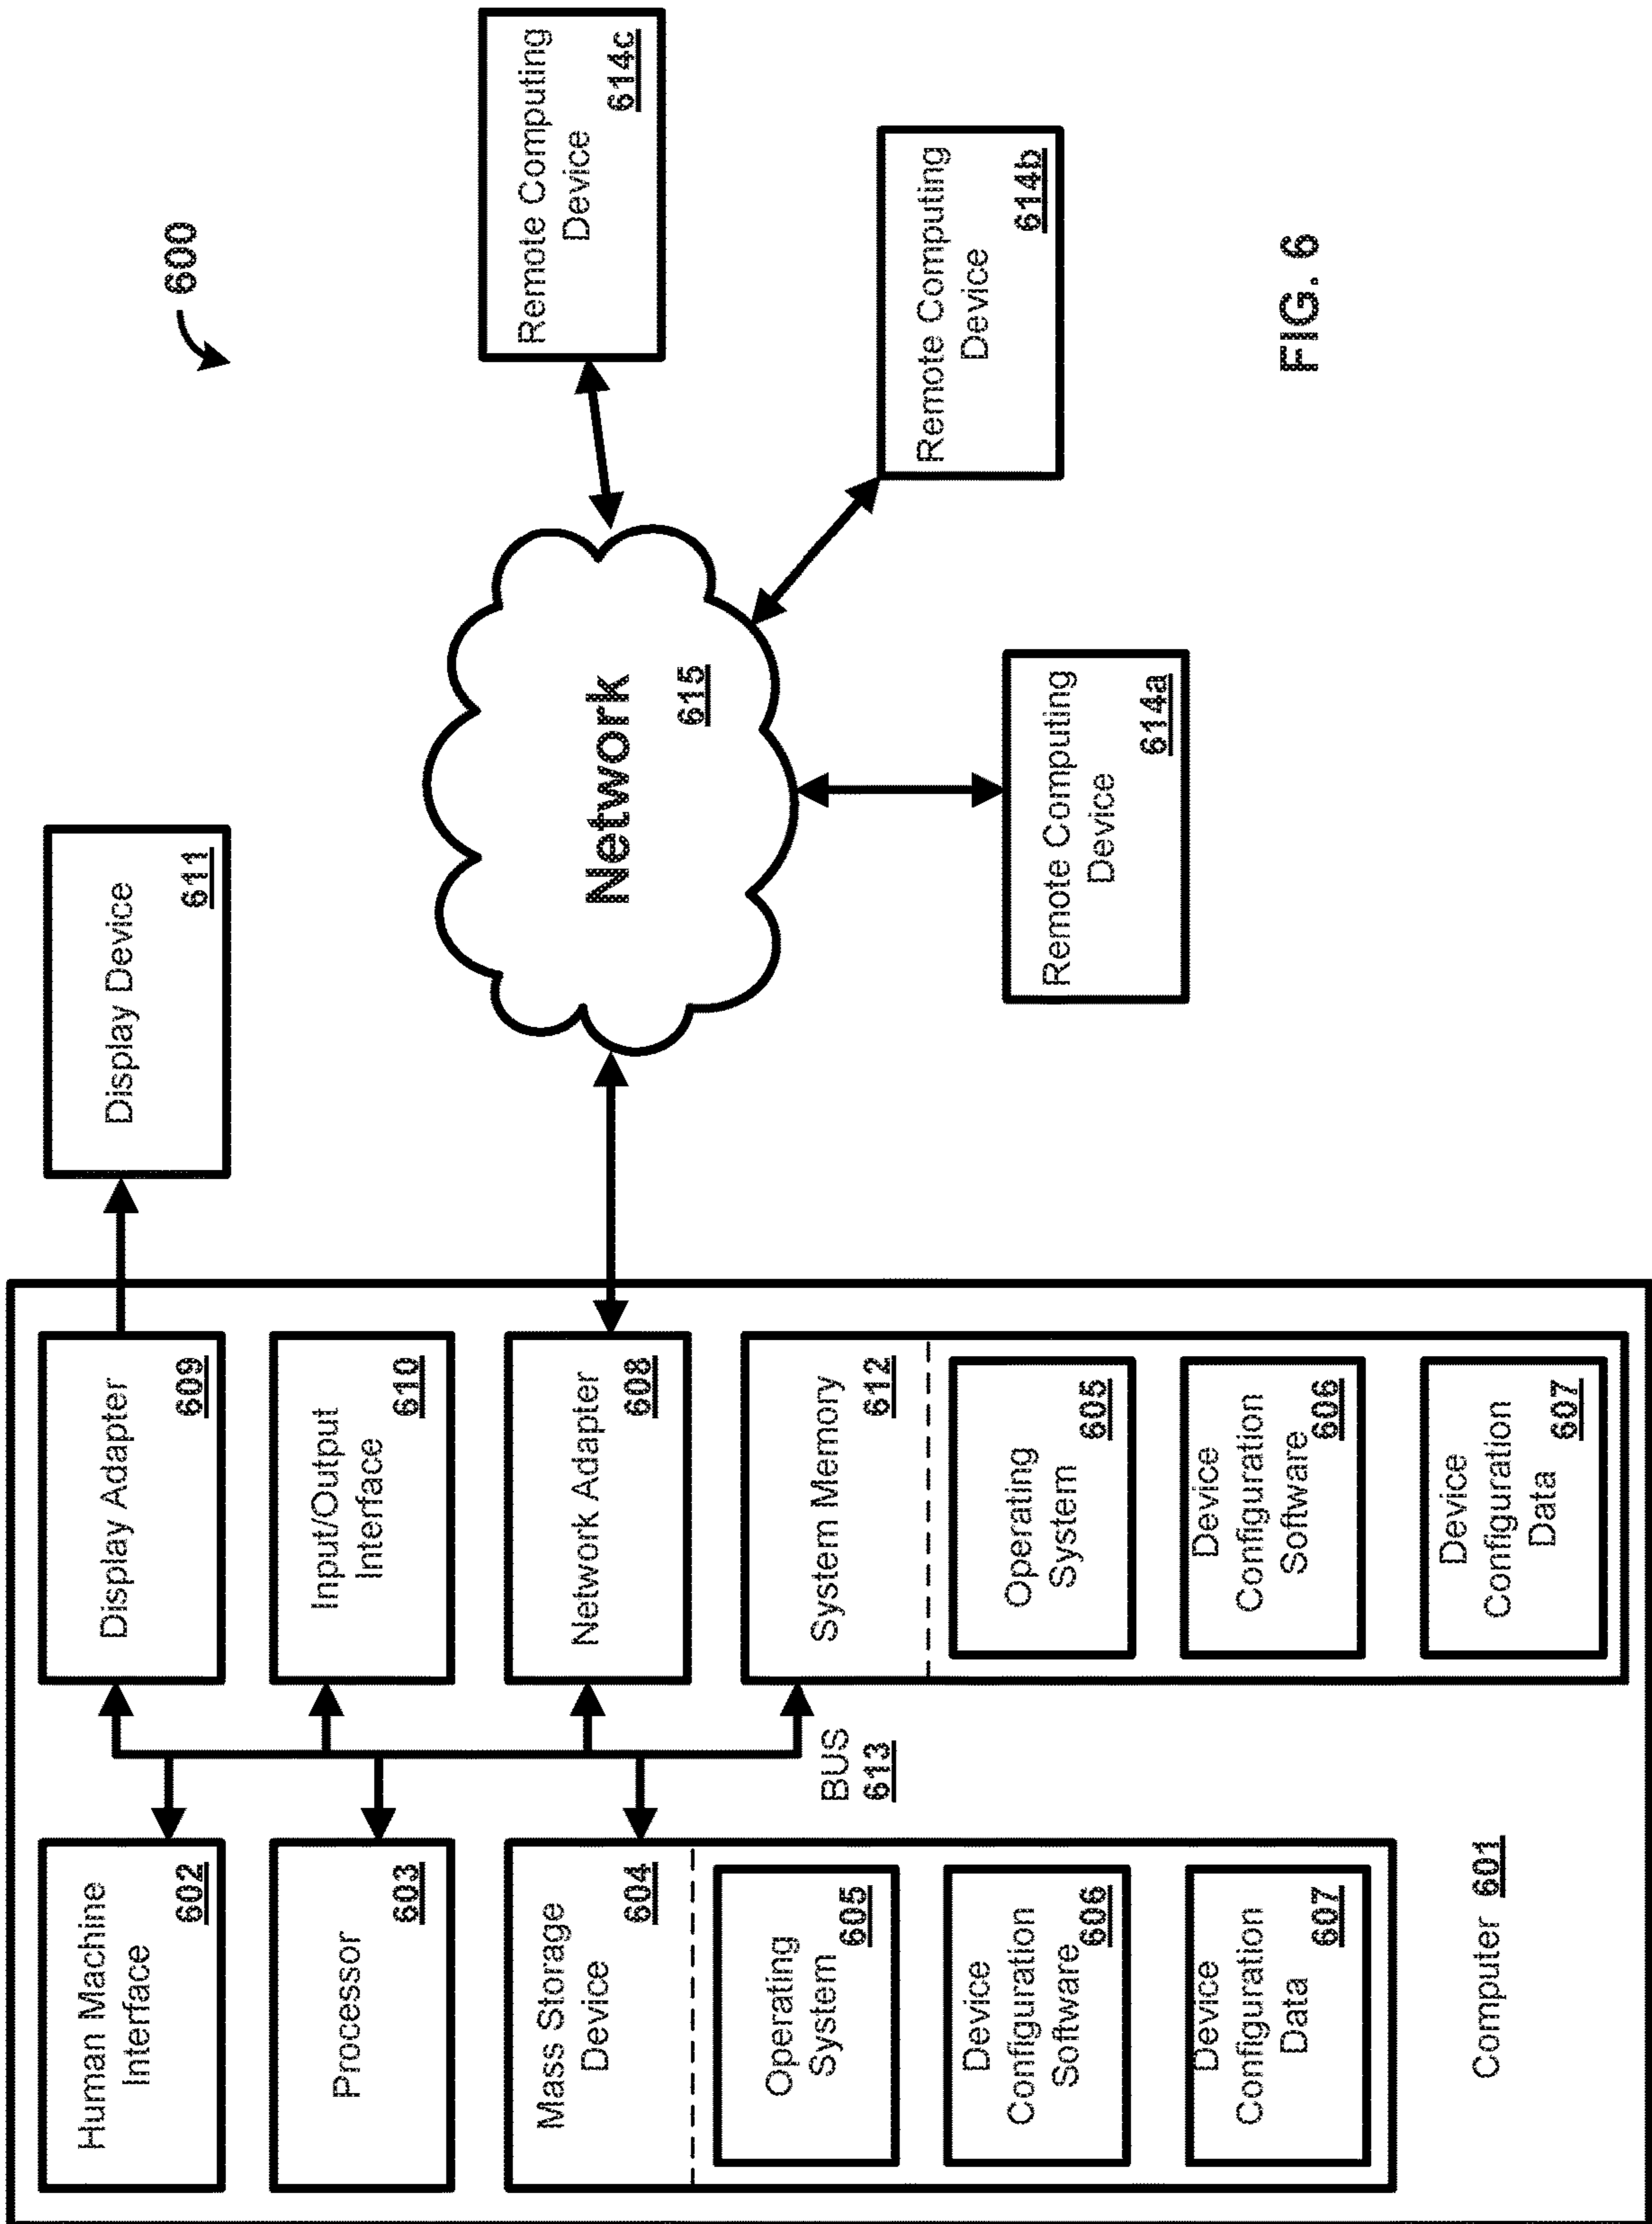 600
Human Machine
Interface
602
Processor
603
Mass Storage
Device
604
Operating
System
605
Device
Configuration
Software
606
Device
Configuration
Data
607
Computer 601
BUS
613
Display Adapter
609
Input/Output
Interface
610
Network Adapter
608
System Memory
612
Operating
System
605
Device
Configuration
Software
606
Device
Configuration
Data
607
Display Device
611
Network
615
Remote Computing
Device
614a
Remote Computing
Device
614b
Remote Computing
Device
614c
FIG. 6